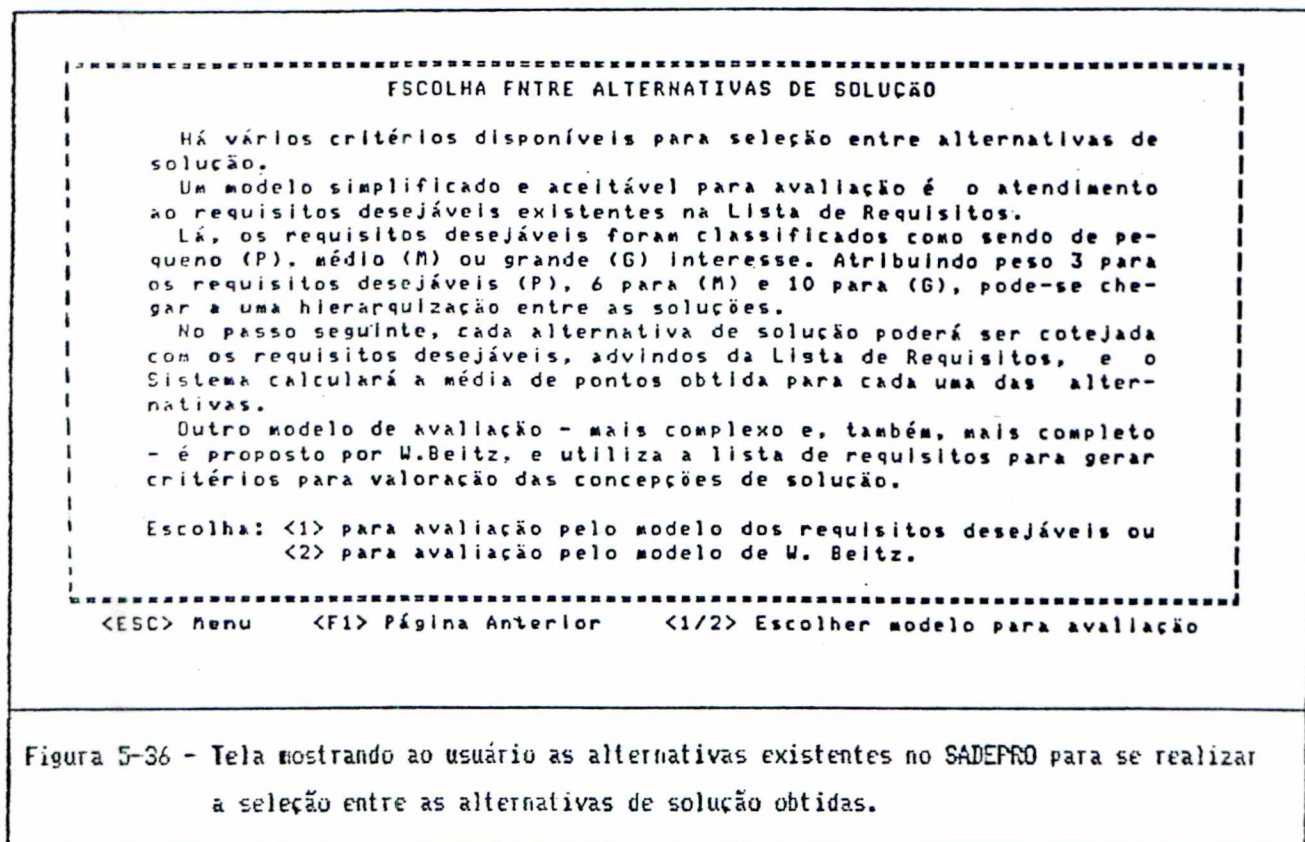 FSCOLHA FNTRE ALTERNATIVAS DE SOLUÇÃO
Há vários critérios disponíveis para seleção entre alternativas de
solução.
Um modelo simplificado e aceitável para avaliação é o atendimento
ao requisitos desejáveis existentes na Lista de Requisitos.
Lá, os requisitos desejáveis foram classificados como sendo de pe-
queno (P), médio (M) ou grande (G) interesse. Atribuindo peso 3 para
os requisitos desejáveis (P), 6 para (M) e 10 para (G), pode-se che-
gar a uma hierarquização entre as soluções.
No passo seguinte, cada alternativa de solução poderá ser cotejada
com os requisitos desejáveis, advindos da Lista de Requisitos, e o
Sistema calculará a média de pontos obtida para cada uma das alter-
nativas.
Outro modelo de avaliação - mais complexo e, também, mais completo
- é proposto por W.Beitz, e utiliza a lista de requisitos para gerar
critérios para valoração das concepções de solução.
Escolha: <1> para avaliação pelo modelo dos requisitos desejáveis ou
<2> para avaliação pelo modelo de W. Beitz.
<ESC> Menu <F1> Página Anterior <1/2> Escolher modelo para avaliação
Figura 5-36 - Tela mostrando ao usuário as alternativas existentes no SADEPRO para se realizar
a seleção entre as alternativas de solução obtidas.